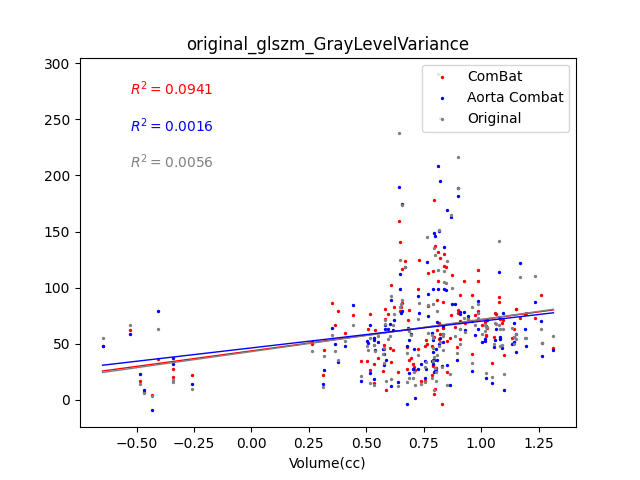 original_glszm_GrayLevelVariance
300
250
200
150
100
50
0
R² = 0.0941
R² = 0.0016
R² = 0.0056
ComBat
Aorta Combat
Original
−0.50 −0.25 0.00 0.25 0.50 0.75 1.00 1.25
Volume(cc)